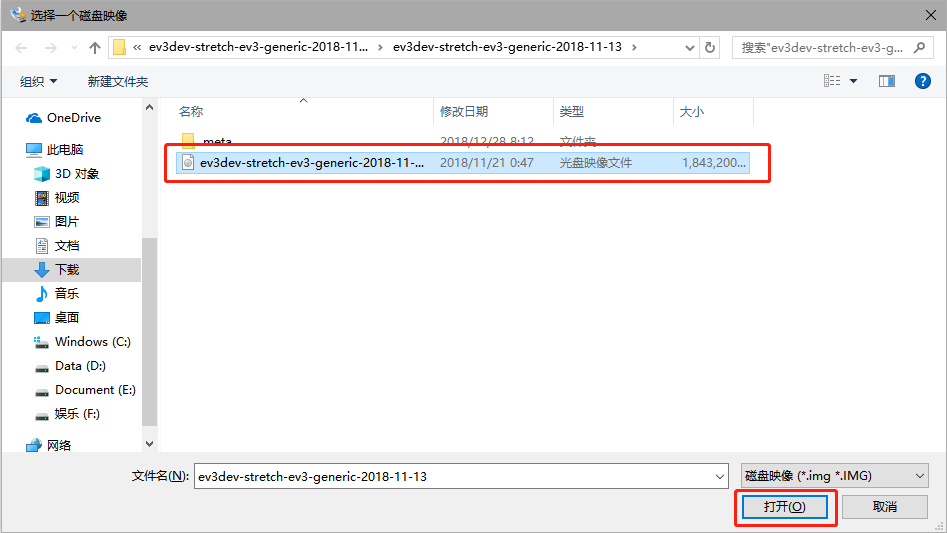 选择一个磁盘映像
« ev3dev-stretch-ev3-generic-2018-11... › ev3dev-stretch-ev3-generic-2018-11-13 ›
搜索"ev3dev-stretch-ev3-g...
组织
新建文件夹
名称
修改日期
类型
大小
OneDrive
此电脑
3D 对象
视频
图片
文档
下载
音乐
桌面
Windows (C:)
Data (D:)
Document (E:)
娱乐 (F:)
网络
meta 2018/12/28 8:12 文件夹
ev3dev-stretch-ev3-generic-2018-11-... 2018/11/21 0:47 光盘映像文件 1,843,200...
文件名(N): ev3dev-stretch-ev3-generic-2018-11-13
磁盘映像 (*.img *.IMG)
打开(O)
取消